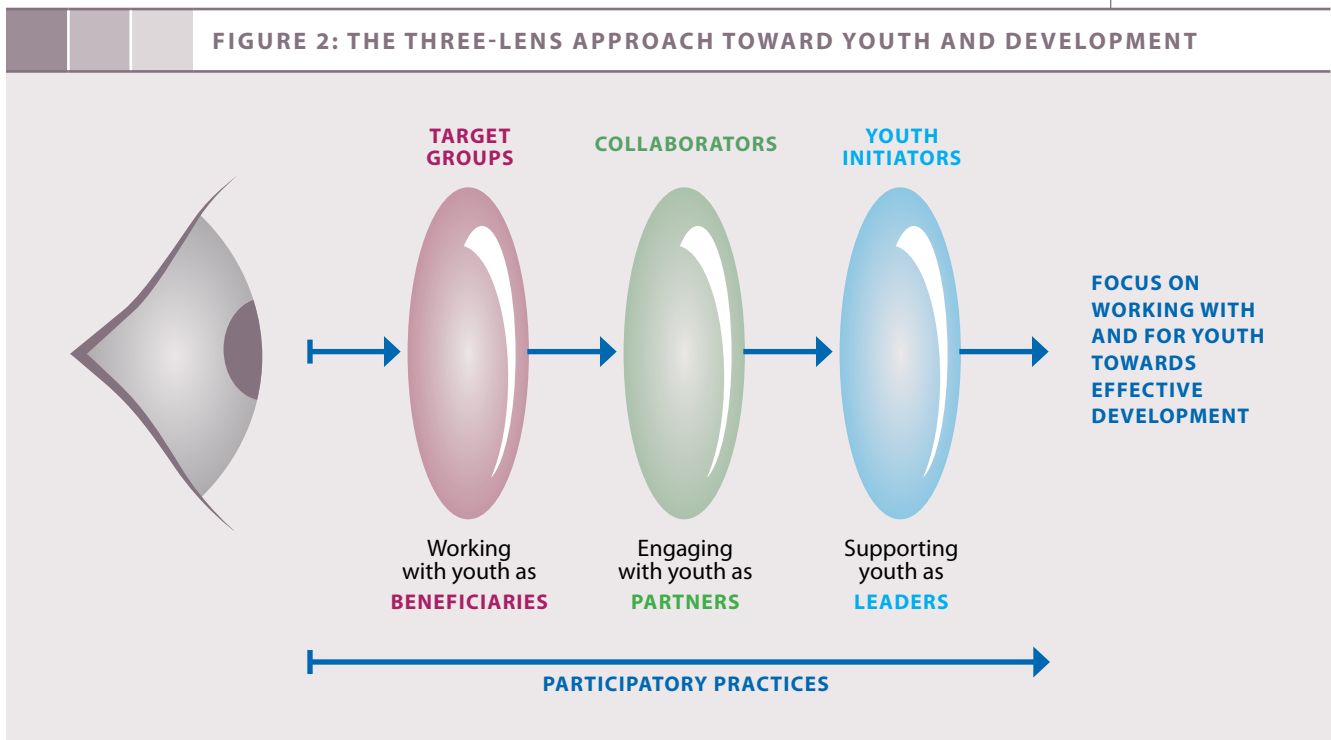 FIGURE 2: THE THREE-LENS APPROACH TOWARD YOUTH AND DEVELOPMENT
TARGET
GROUPS
COLLABORATORS
YOUTH
INITIATORS
FOCUS ON
WORKING WITH
AND FOR YOUTH
TOWARDS
EFFECTIVE
DEVELOPMENT
Working
with youth as
BENEFICIARIES
Engaging
with youth as
PARTNERS
Supporting
youth as
LEADERS
PARTICIPATORY PRACTICES